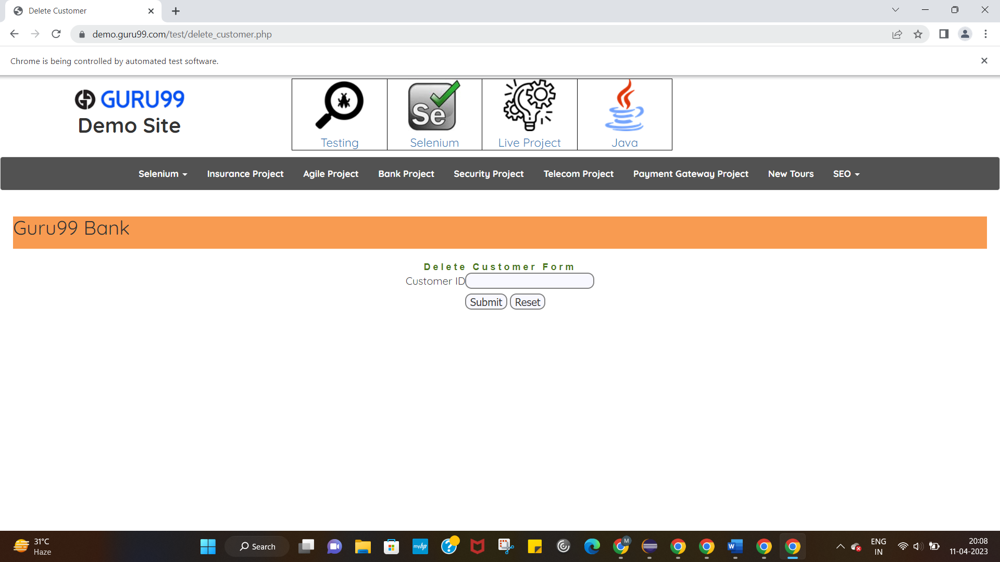 Delete Customer
demo.guru99.com/test/delete_customer.php
Chrome is being controlled by automated test software.
GURU99
Demo Site
Se
Testing
Selenium
Live Project
Java
Selenium
Insurance Project
Agile Project
Bank Project
Security Project
Telecom Project
Payment Gateway Project
New Tours
SEO
Guru99 Bank
Delete Customer Form
Customer ID
Submit
Reset
31°C
Haze
Search
myhp
M
W
ENG
IN
20:08
11-04-2023